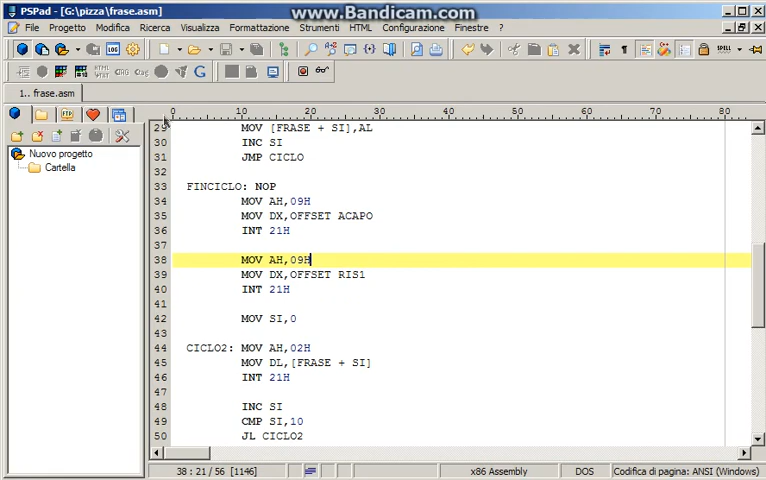 PSPad - [G:\pizza\frase.asm]
www.Bandicam.com
File Progetto Modifica Ricerca Visualizza Formattazione Strumenti HTML Configurazione Finestre ?
1.. frase.asm
0 10 20 30 40 50 60 70 80
Nuovo progetto
Cartella
29 MOV [FRASE + SI],AL
30 INC SI
31 JMP CICLO
32
33 FINCICLO: NOP
34 MOV AH,09H
35 MOV DX,OFFSET ACAPO
36 INT 21H
37
38 MOV AH,09H
39 MOV DX,OFFSET RIS1
40 INT 21H
41
42 MOV SI,0
43
44 CICLO2: MOV AH,02H
45 MOV DL,[FRASE + SI]
46 INT 21H
47
48 INC SI
49 CMP SI,10
50 JL CICLO2
38 : 21 / 56 [1146] x86 Assembly DOS Codifica di pagina: ANSI (Windows)